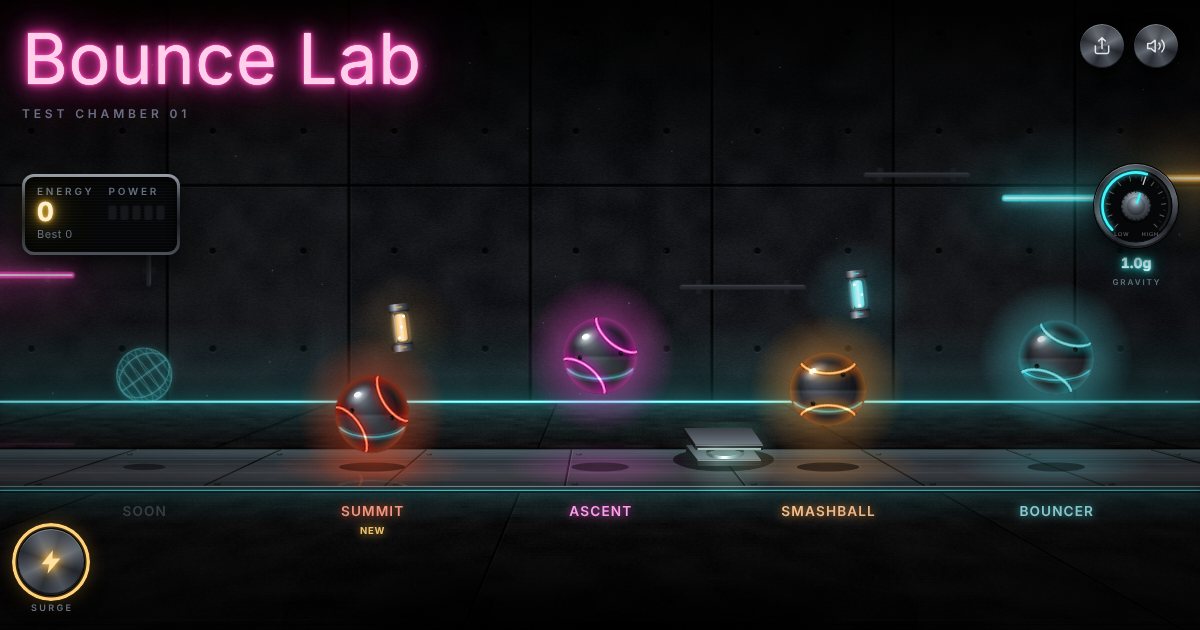 Bounce Lab
TEST CHAMBER 01
ENERGY POWER
0
Best 0
LOW HIGH
1.0g
GRAVITY
SOON
SUMMIT
NEW
ASCENT
SMASHBALL
BOUNCER
SURGE